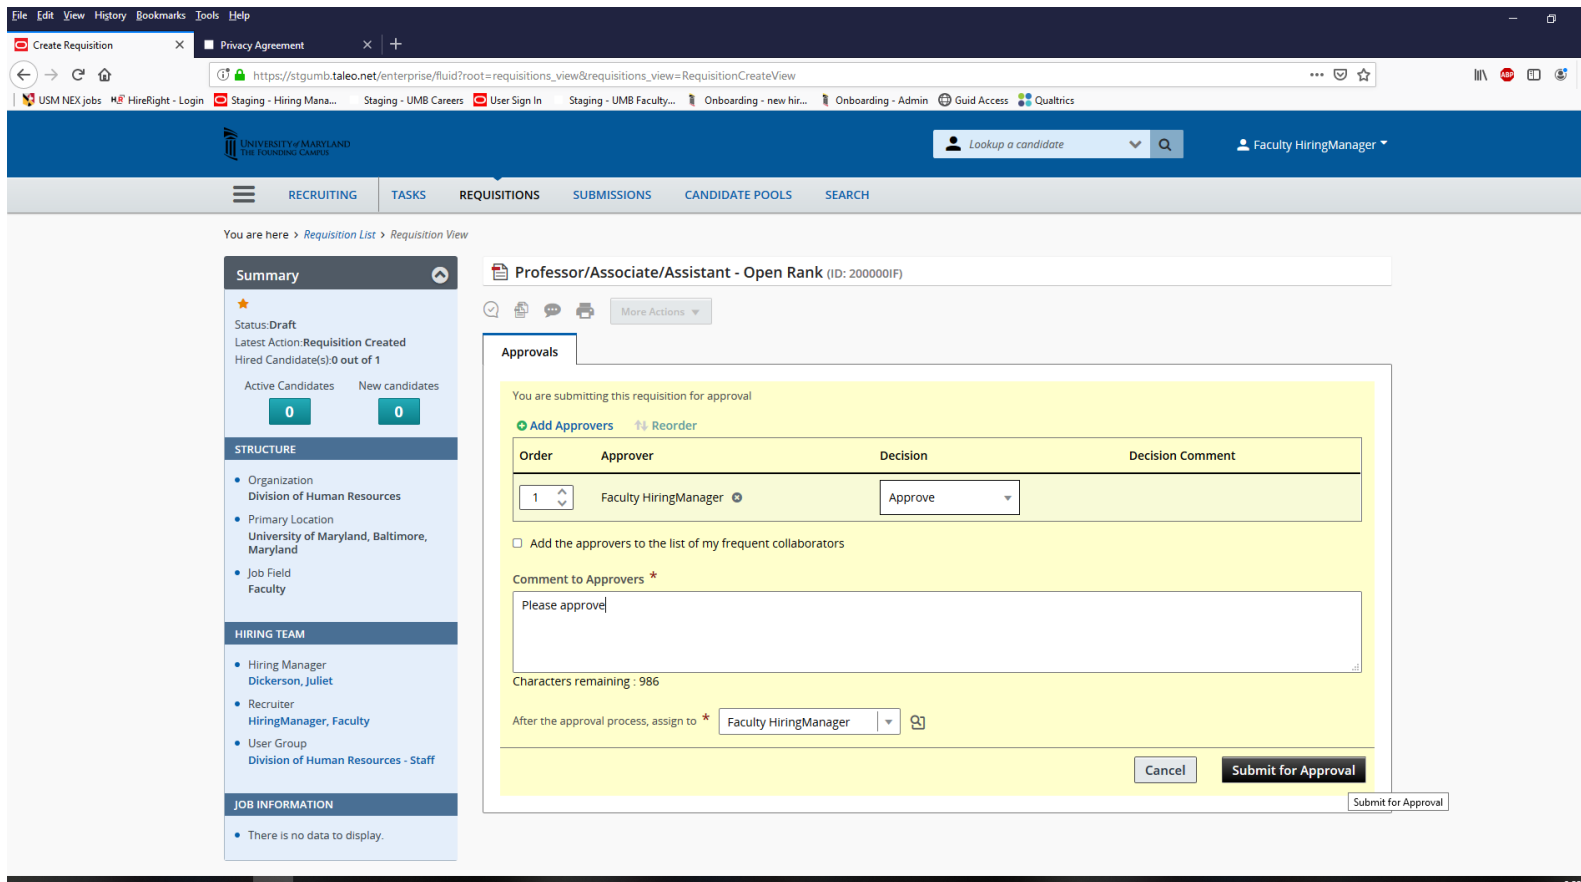 File Edit View History Bookmarks Tools Help
Create Requisition
Privacy Agreement
https://stgumb.taleo.net/enterprise/fluid?root=requisitions_view&requisitions_view=RequisitionCreateView
ABP
USM NEX jobs HireRight - Login Staging - Hiring Mana... Staging - UMB Careers User Sign In Staging - UMB Faculty... Onboarding - new hir... Onboarding - Admin Guid Access Qualtrics
UNIVERSITY of MARYLAND
THE FOUNDING CAMPUS
Lookup a candidate
Faculty HiringManager
RECRUITING TASKS REQUISITIONS SUBMISSIONS CANDIDATE POOLS SEARCH
You are here > Requisition List > Requisition View
Summary
Status:Draft
Latest Action:Requisition Created
Hired Candidate(s):0 out of 1
Active Candidates New candidates
0 0
STRUCTURE
Organization
Division of Human Resources
Primary Location
University of Maryland, Baltimore,
Maryland
Job Field
Faculty
HIRING TEAM
Hiring Manager
Dickerson, Juliet
Recruiter
HiringManager, Faculty
User Group
Division of Human Resources - Staff
JOB INFORMATION
There is no data to display.
Professor/Associate/Assistant - Open Rank (ID: 200000IF)
More Actions
Approvals
You are submitting this requisition for approval
Add Approvers Reorder
Order Approver Decision Decision Comment
1 Faculty HiringManager Approve
Add the approvers to the list of my frequent collaborators
Comment to Approvers *
Please approve
Characters remaining : 986
After the approval process, assign to * Faculty HiringManager
Cancel Submit for Approval
Submit for Approval